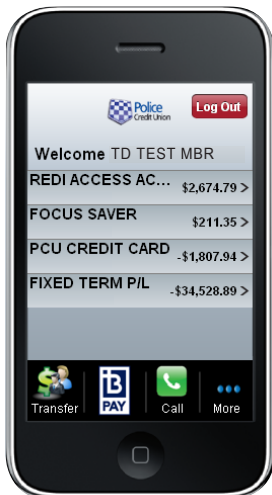 Police
Credit Union
Log Out
Welcome TD TEST MBR
REDI ACCESS AC... $2,674.79 >
FOCUS SAVER $211.35 >
PCU CREDIT CARD -$1,807.94 >
FIXED TERM P/L -$34,528.89 >
B
PAY
Transfer Call More